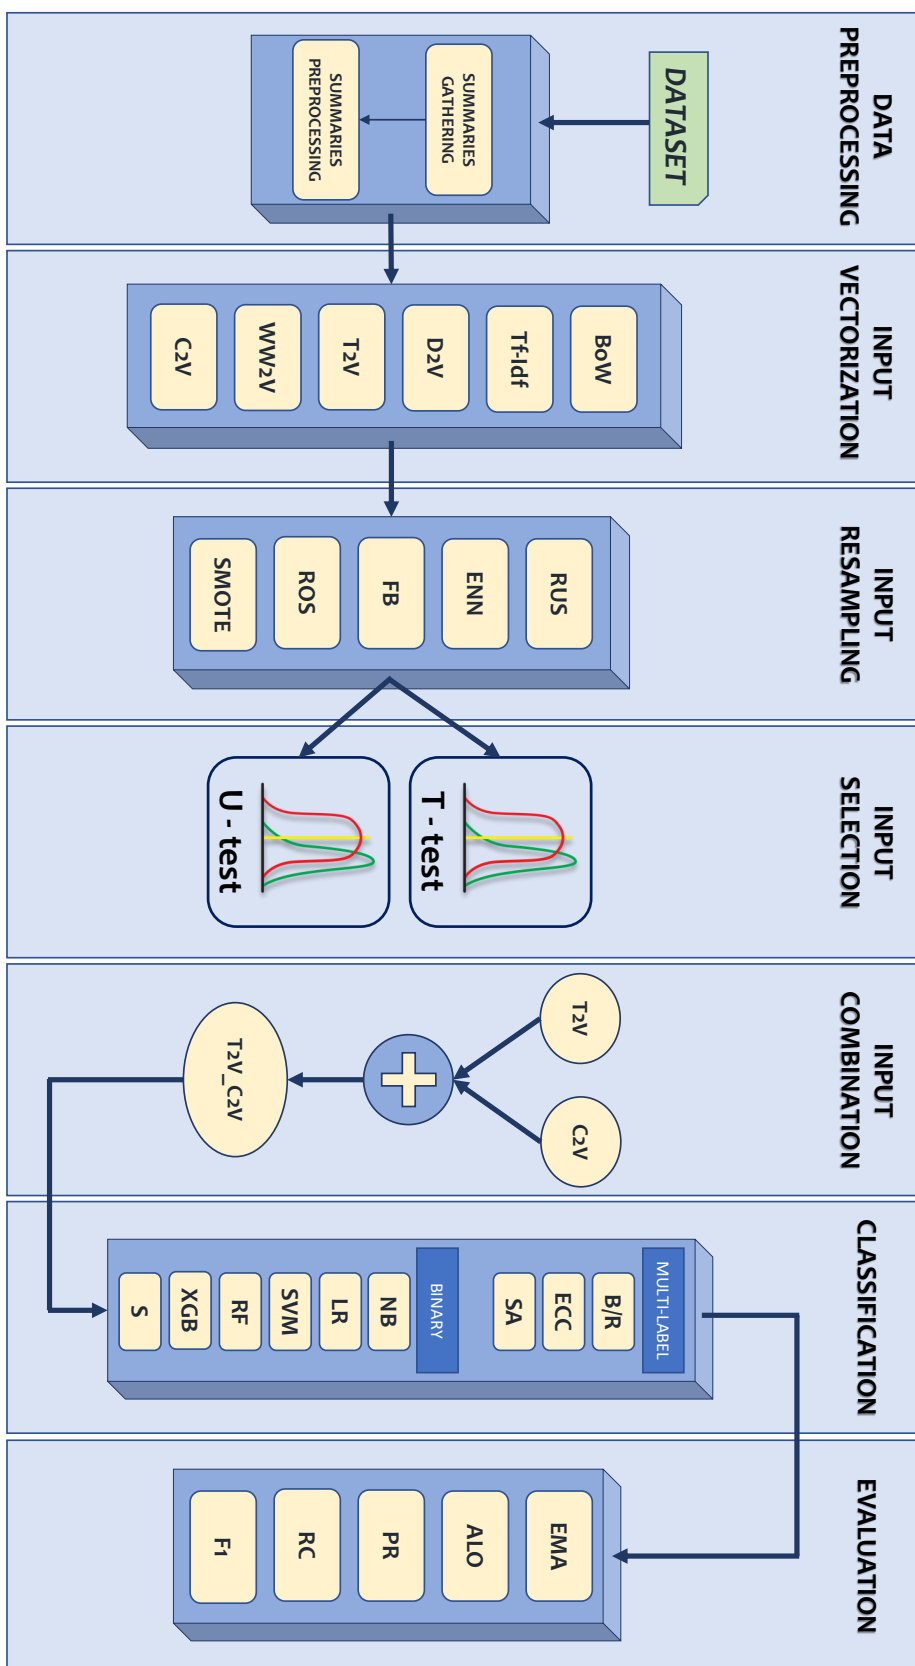 DATA
PREPROCESSING
DATASET
SUMMARIES
GATHERING
SUMMARIES
PREPROCESSING
INPUT
VECTORIZATION
BoW
Tf-Idf
D2V
T2V
WW2V
C2V
INPUT
RESAMPLING
RUS
ENN
FB
ROS
SMOTE
INPUT
SELECTION
T - test
U - test
INPUT
COMBINATION
T2V
C2V
T2V_C2V
CLASSIFICATION
MULTI-LABEL
B/R
ECC
SA
BINARY
NB
LR
SVM
RF
XGB
S
EVALUATION
EMA
ALO
PR
RC
F1